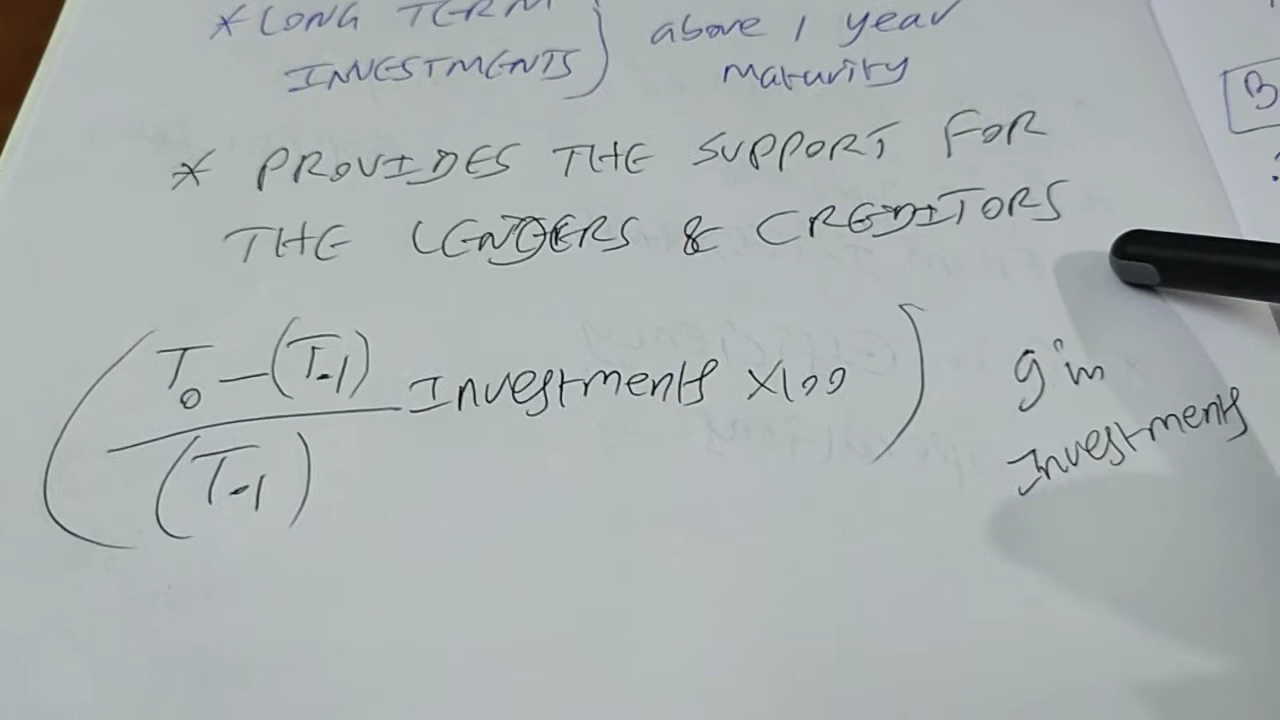 * LONG TERM INVESTMENTS } above 1 year maturity
* PROVIDES THE SUPPORT FOR
THE LENDERS & CREDITORS
( T₀ - (T-1) / (T-1) Investments X100 ) g in Investments
B